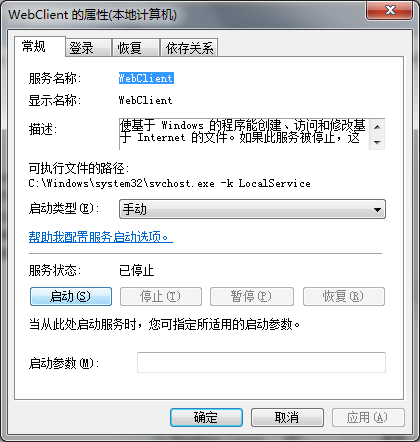 WebClient 的属性(本地计算机)
常规 登录 恢复 依存关系
服务名称: WebClient
显示名称: WebClient
描述: 使基于 Windows 的程序能创建、访问和修改基
于 Internet 的文件。如果此服务被停止，这
可执行文件的路径:
C:\Windows\system32\svchost.exe -k LocalService
启动类型(E): 手动
帮助我配置服务启动选项。
服务状态: 已停止
启动(S) 停止(T) 暂停(P) 恢复(R)
当从此处启动服务时，您可指定所适用的启动参数。
启动参数(M):
确定 取消 应用(A)